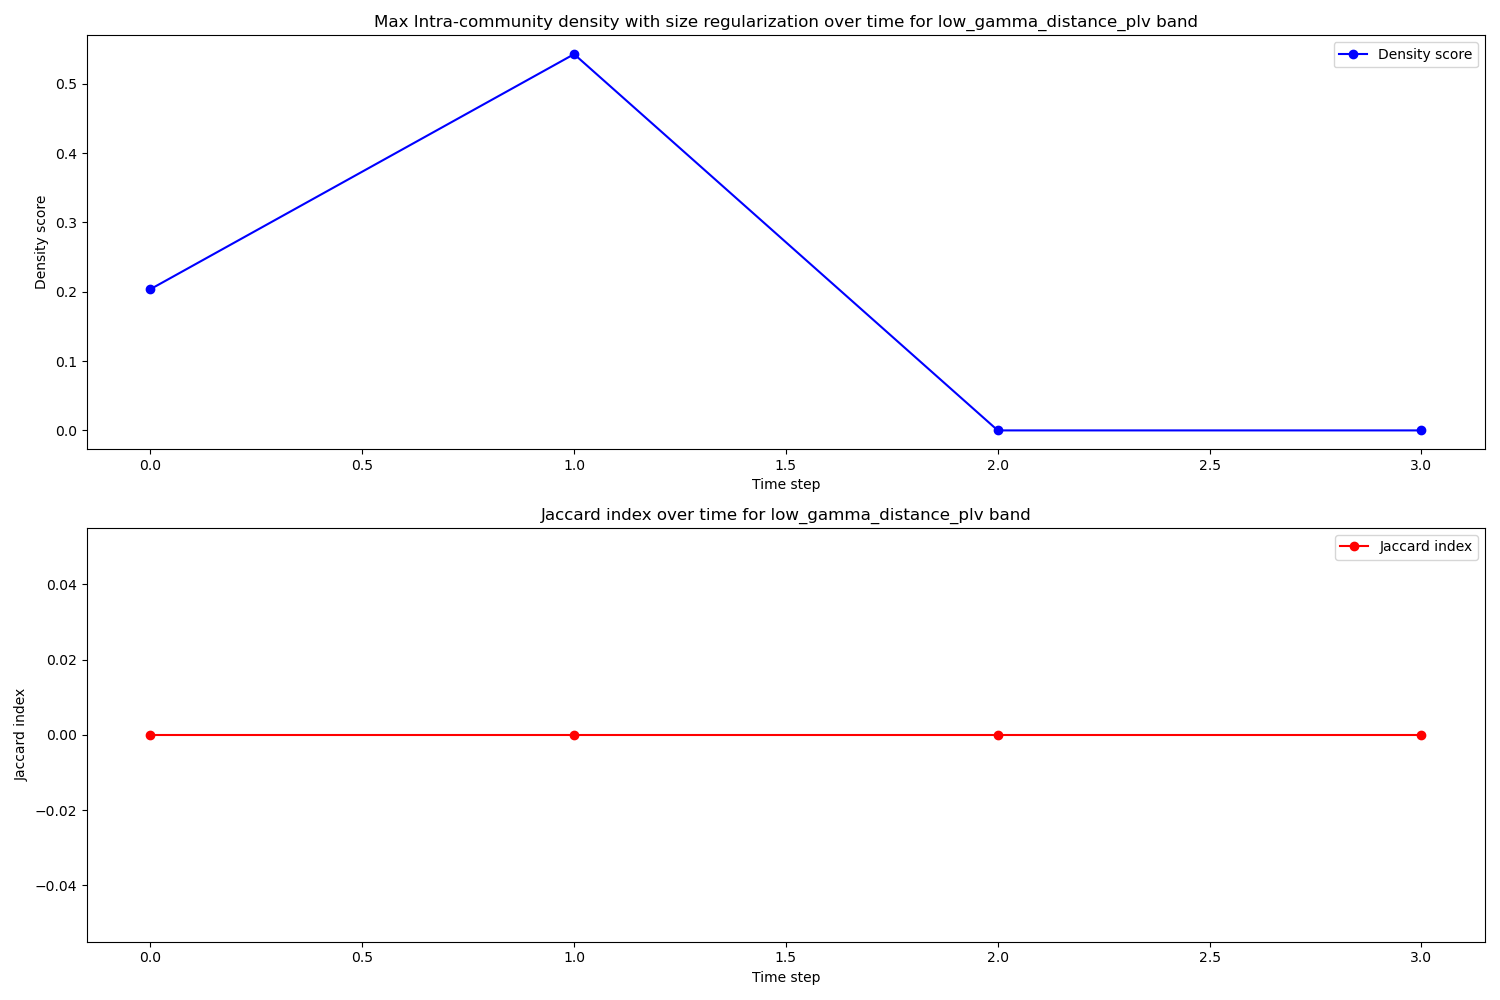 Max Intra-community density with size regularization over time for low_gamma_distance_plv band
Density score
0.5
0.4
0.3
0.2
0.1
0.0
Density score
0.0 0.5 1.0 1.5 2.0 2.5 3.0
Time step
Jaccard index over time for low_gamma_distance_plv band
Jaccard index
0.04
0.02
0.00
−0.02
−0.04
Jaccard index
0.0 0.5 1.0 1.5 2.0 2.5 3.0
Time step